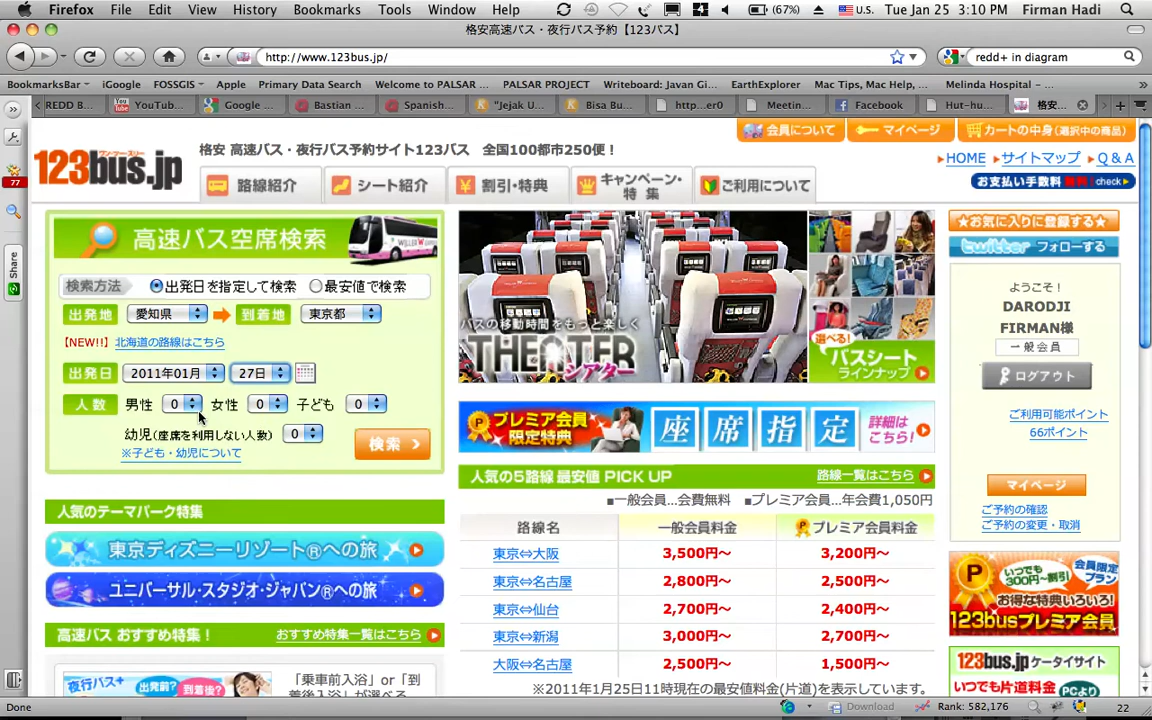 Firefox File Edit View History Bookmarks Tools Window Help (67%) U.S. Tue Jan 25 3:10 PM Firman Hadi
格安高速バス・夜行バス予約【123バス】
http://www.123bus.jp/ redd+ in diagram
BookmarksBar iGoogle FOSSGIS Apple Primary Data Search Welcome to PALSAR ... PALSAR PROJECT Writeboard: Javan Gi... EarthExplorer Mac Tips, Mac Help, ... Melinda Hospital – ...
REDD B... YouTub... Google ... Bastian ... Spanish... "Jejak U... Bisa Bu... http...er0 Meetin... Facebook Hut-hu... 格安...
会員について マイページ カートの中身(選択中の商品)
123bus.jp
格安 高速バス・夜行バス予約サイト123バス 全国100都市250便！
HOME サイトマップ Q & A
お支払い手数料 無料! check
路線紹介 シート紹介 割引・特典 キャンペーン・特集 ご利用について
77
Share
高速バス空席検索
WILLER
検索方法 出発日を指定して検索 最安値で検索
出発地 愛知県 到着地 東京都
【NEW!!】 北海道の路線はこちら
出発日 2011年01月 27日
人数 男性 0 女性 0 子ども 0
幼児(座席を利用しない人数) 0
※子ども・幼児について
検索
バスの移動時間をもっと楽しく
THEATER
シアター
選べる!
バスシート
ラインナップ
★お気に入りに登録する★
twitter フォローする
ようこそ！
DARODJI
FIRMAN様
一般会員
ログアウト
ご利用可能ポイント
66ポイント
マイページ
ご予約の確認
ご予約の変更・取消
プレミア会員
限定特典
座席指定
詳細は
こちら!
人気の5路線 最安値 PICK UP 路線一覧はこちら
■一般会員...会費無料 ■プレミア会員...年会費1,050円
路線名 一般会員料金 プレミア会員料金
東京⇔大阪 3,500円〜 3,200円〜
東京⇔名古屋 2,800円〜 2,500円〜
東京⇔仙台 2,700円〜 2,400円〜
東京⇔新潟 3,000円〜 2,700円〜
大阪⇔名古屋 2,500円〜 1,500円〜
※2011年1月25日11時現在の最安値料金(片道)を表示しています。
人気のテーマパーク特集
東京ディズニーリゾート®への旅
ユニバーサル・スタジオ・ジャパン®への旅
高速バス おすすめ特集！ おすすめ特集一覧はこちら
夜行バス+ 出発前? 到着後?
「乗車前入浴」or「到
着後入浴」が選べる
P いつでも300円〜割引 会員限定プラン
お得な特典いろいろ!
123busプレミア会員
123bus.jpケータイサイト
いつでも片道料金 PCより
Done Download Rank: 582,176 22